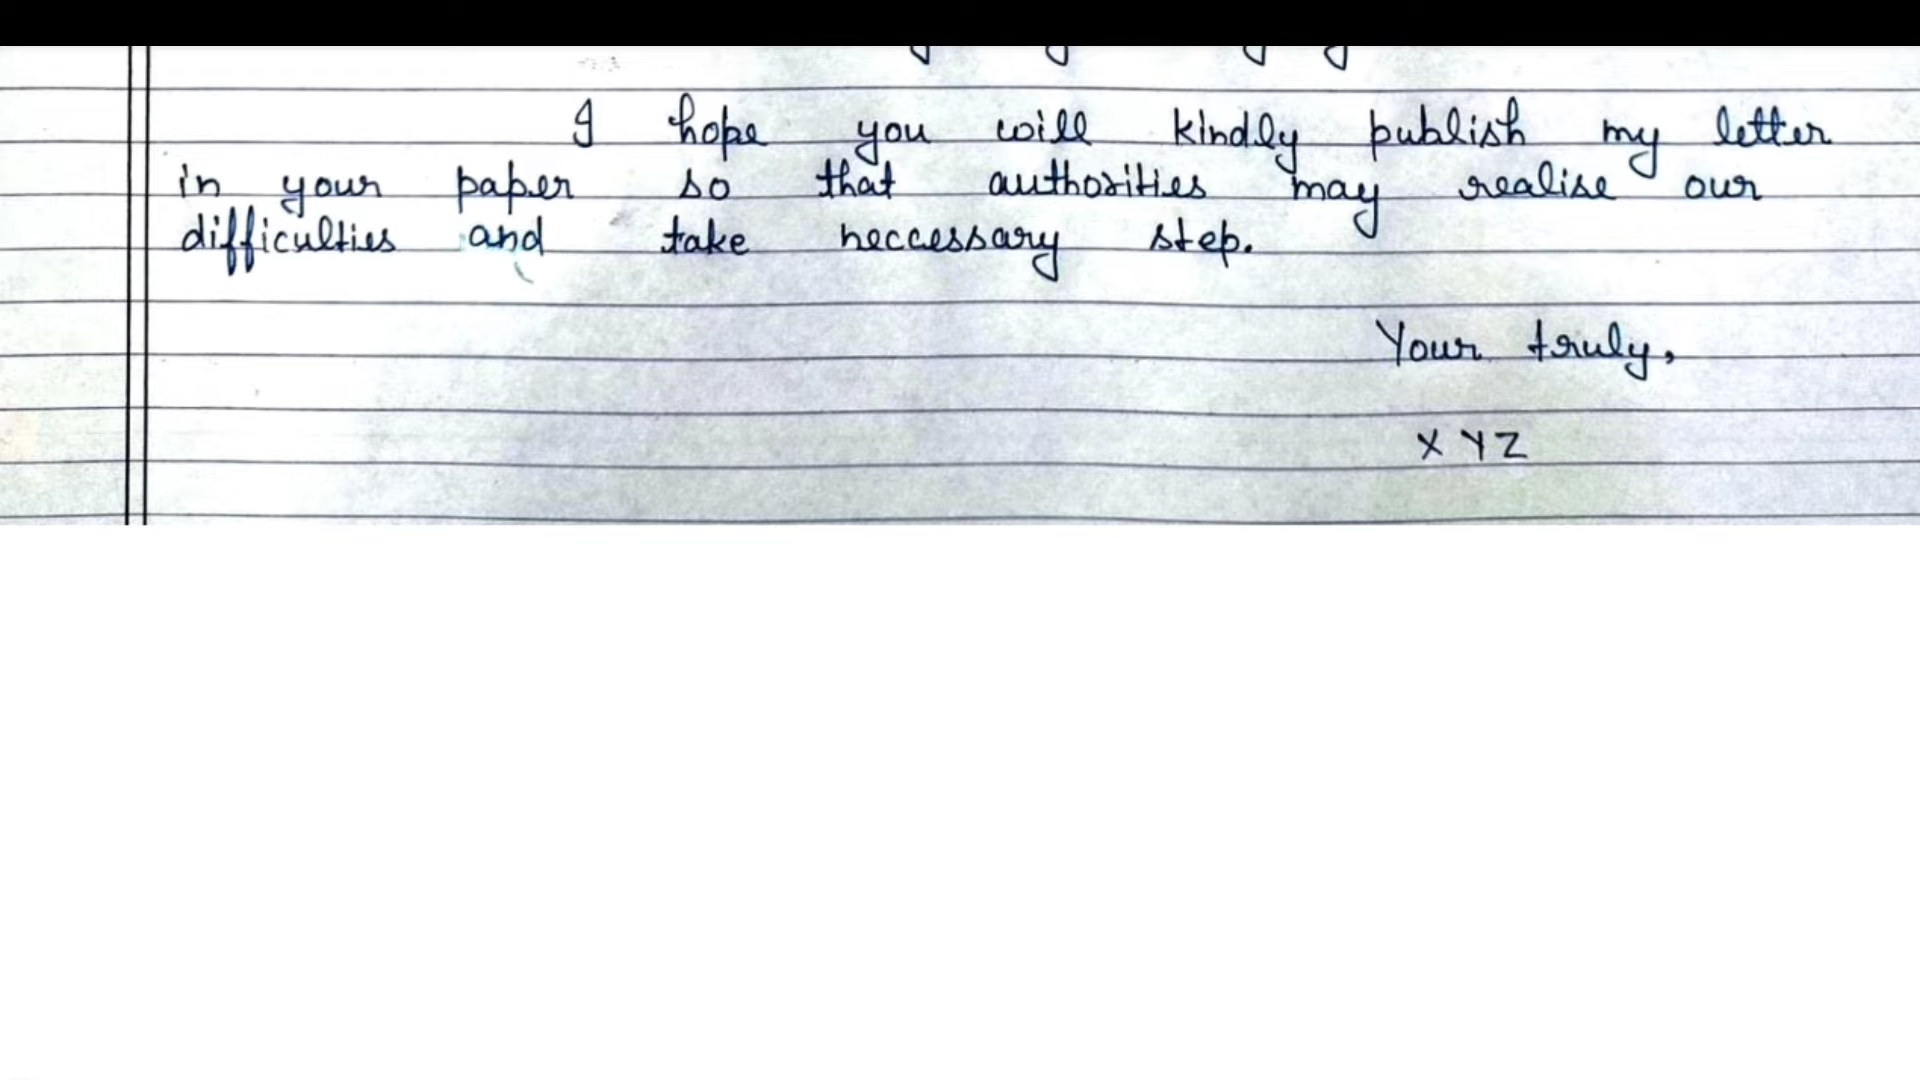 I hope you will kindly publish my letter
in your paper so that authorities may realise our
difficulties and take neccessary step.
Your truly,
XYZ